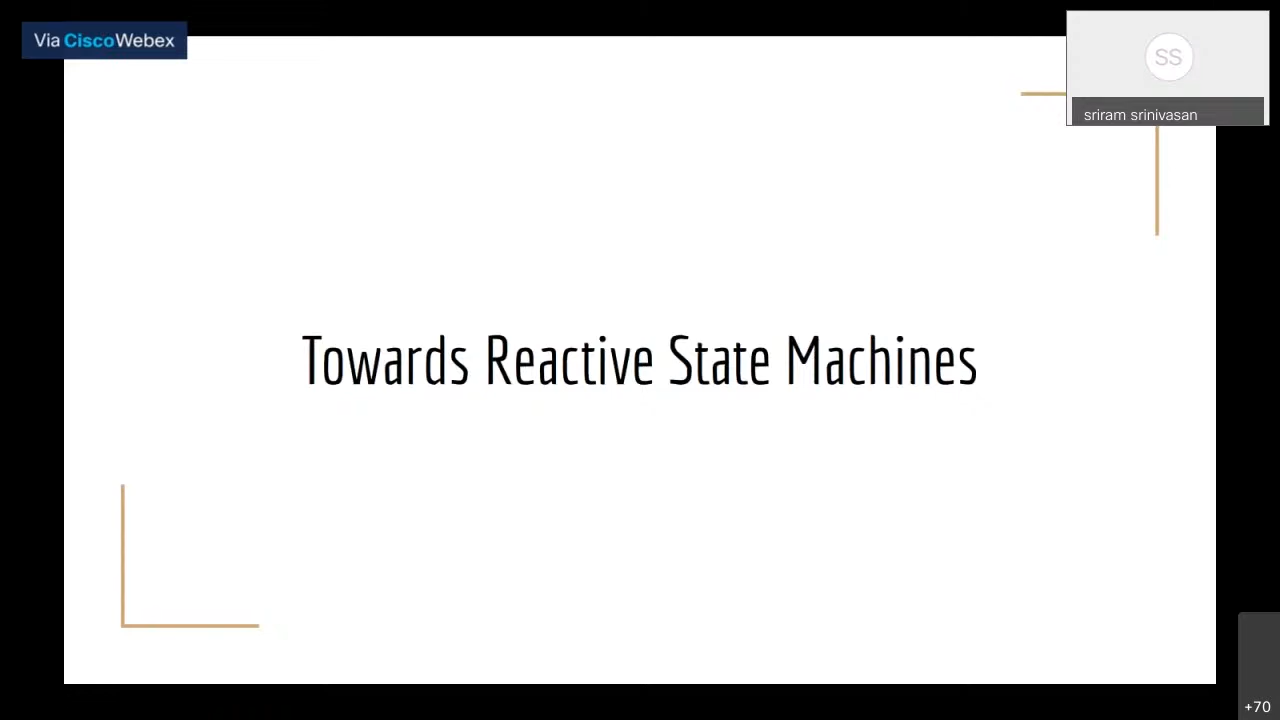 Via CiscoWebex
SS
sriram srinivasan
Towards Reactive State Machines
+70